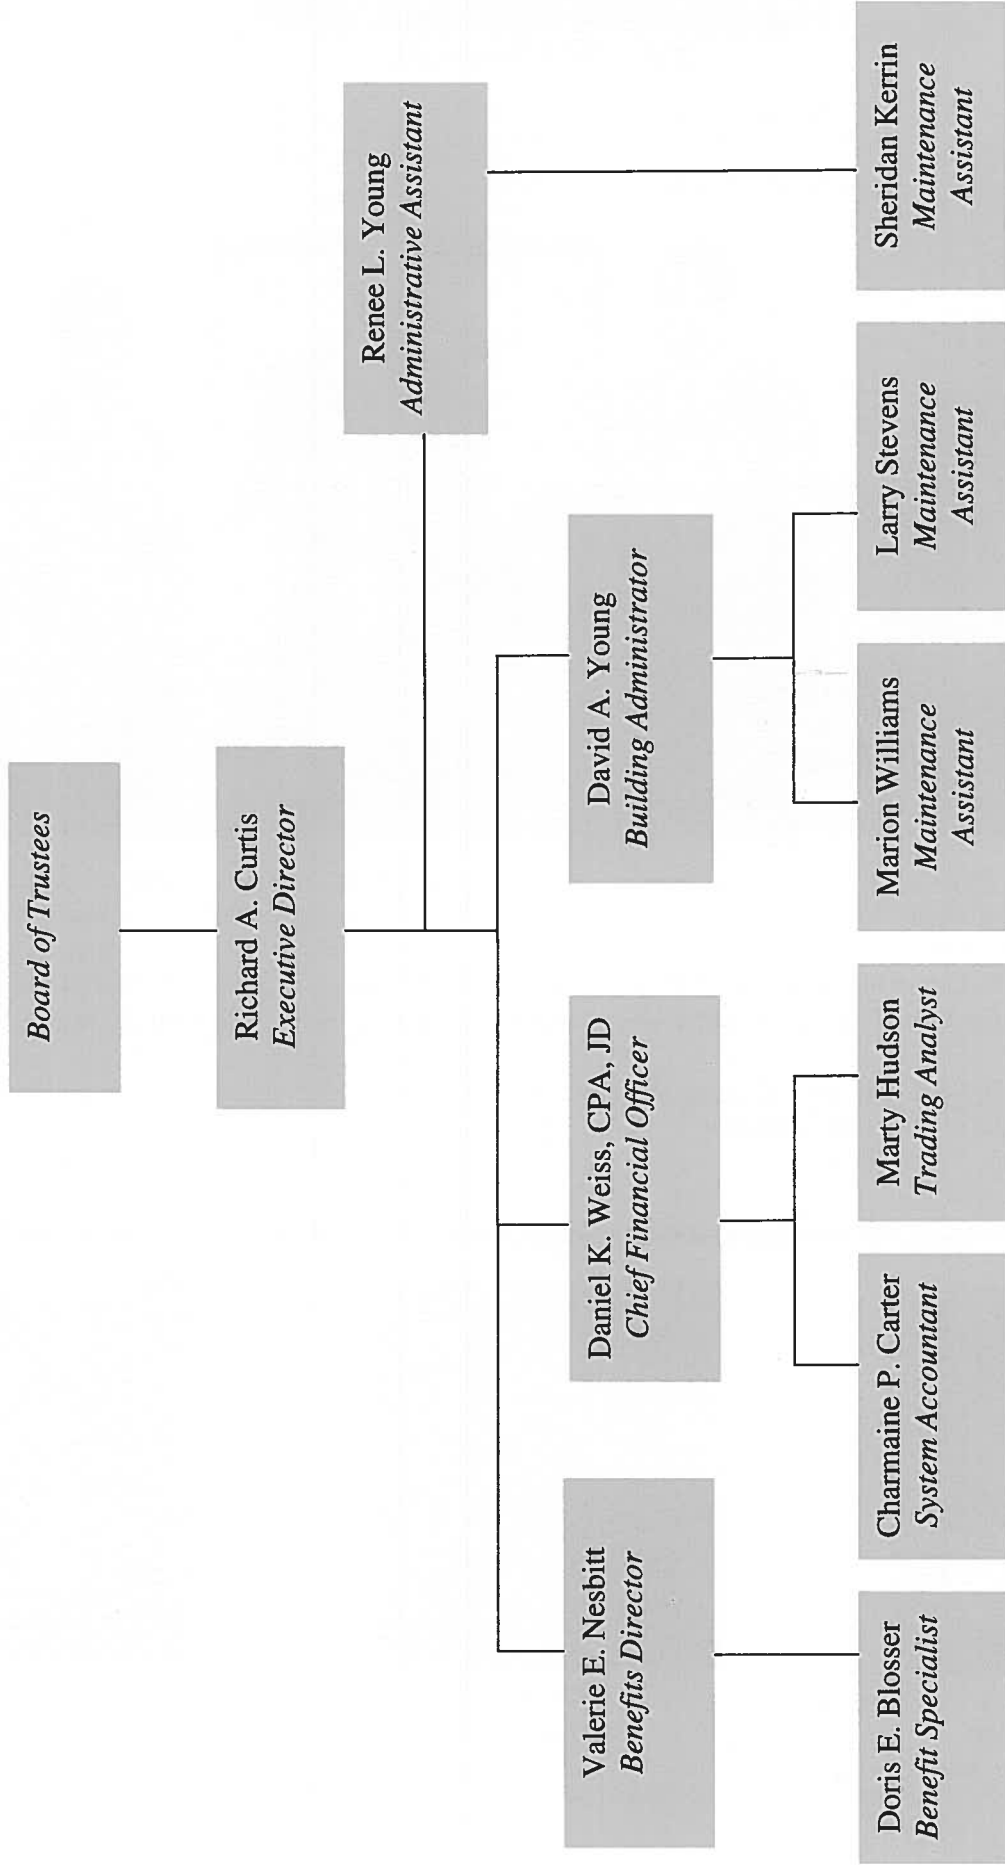 Board of Trustees
Richard A. Curtis
Executive Director
Renee L. Young
Administrative Assistant
Valerie E. Nesbitt
Benefits Director
Daniel K. Weiss, CPA, JD
Chief Financial Officer
David A. Young
Building Administrator
Doris E. Blosser
Benefit Specialist
Charmaine P. Carter
System Accountant
Marty Hudson
Trading Analyst
Marion Williams
Maintenance
Assistant
Larry Stevens
Maintenance
Assistant
Sheridan Kerrin
Maintenance
Assistant